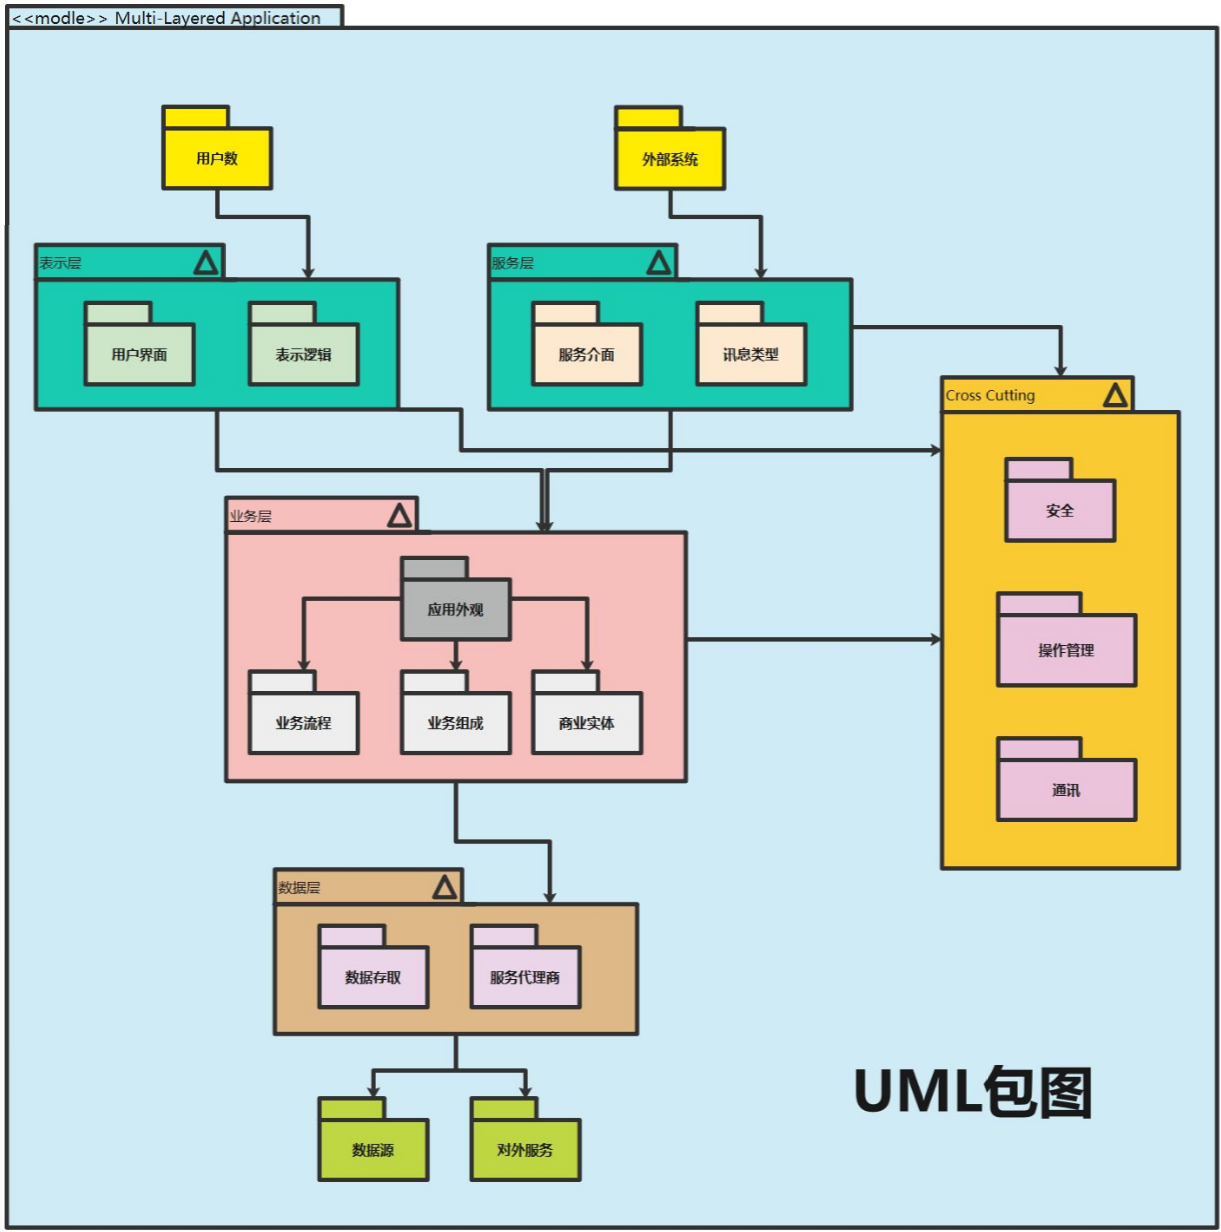 <<modle>> Multi-Layered Application
用户数
外部系统
表示层
服务层
用户界面
表示逻辑
服务介面
讯息类型
Cross Cutting
安全
业务层
应用外观
操作管理
业务流程
业务组成
商业实体
通讯
数据层
数据存取
服务代理商
UML包图
数据源
对外服务